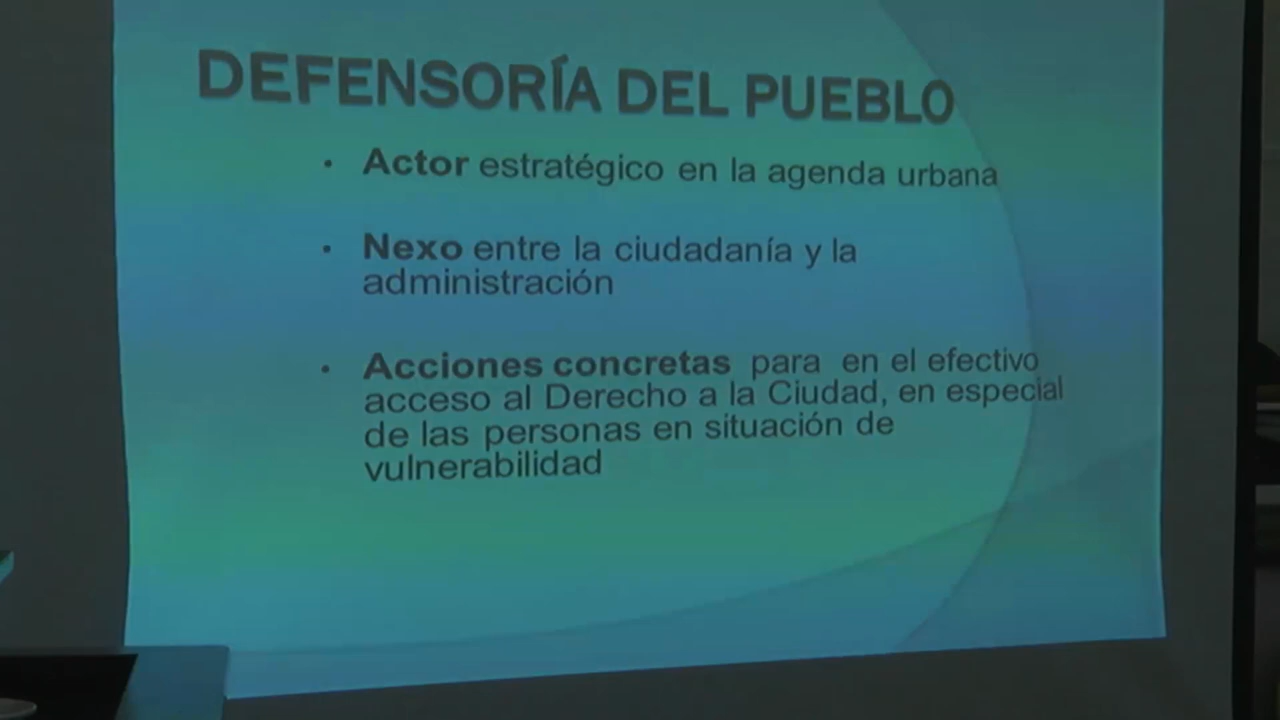 DEFENSORÍA DEL PUEBLO
• Actor estratégico en la agenda urbana
• Nexo entre la ciudadanía y la
administración
• Acciones concretas para en el efectivo
acceso al Derecho a la Ciudad, en especial
de las personas en situación de
vulnerabilidad